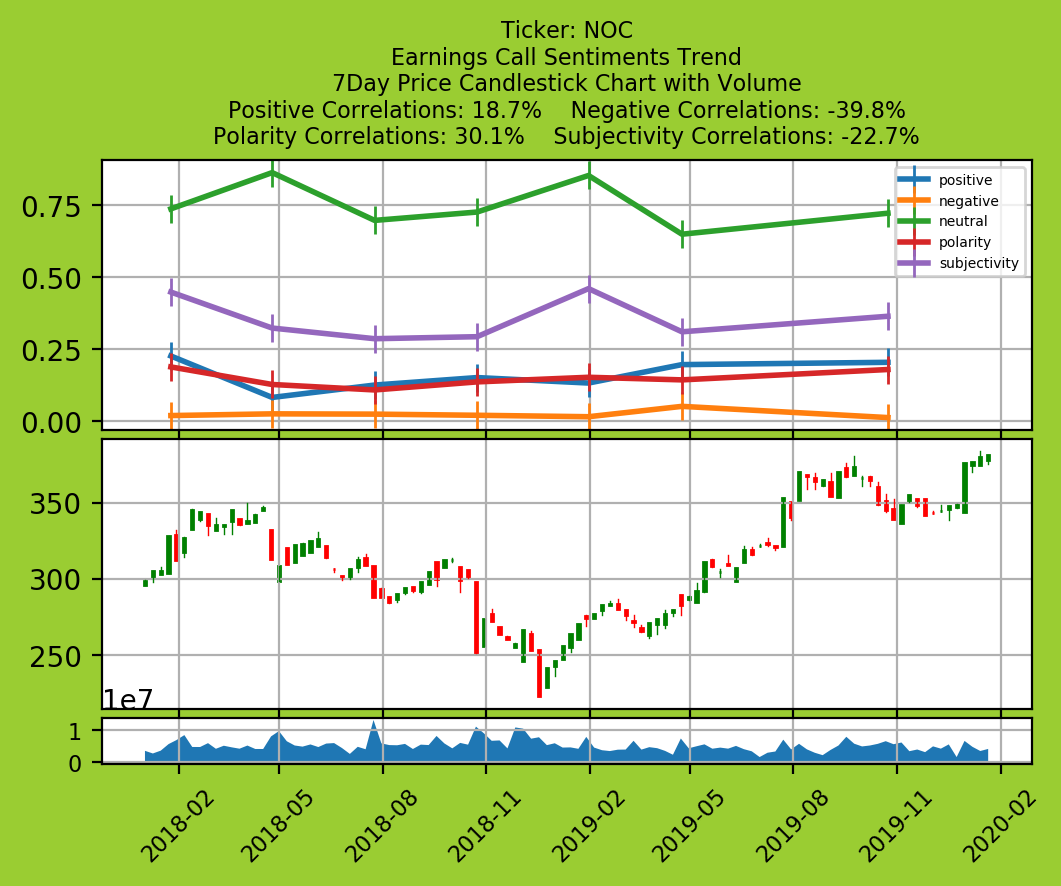 Ticker: NOC
Earnings Call Sentiments Trend
7Day Price Candlestick Chart with Volume
Positive Correlations: 18.7%    Negative Correlations: -39.8%
Polarity Correlations: 30.1%    Subjectivity Correlations: -22.7%
0.75
0.50
0.25
0.00
positive
negative
neutral
polarity
subjectivity
350
300
250
1e7
1
0
2018-02
2018-05
2018-08
2018-11
2019-02
2019-05
2019-08
2019-11
2020-02